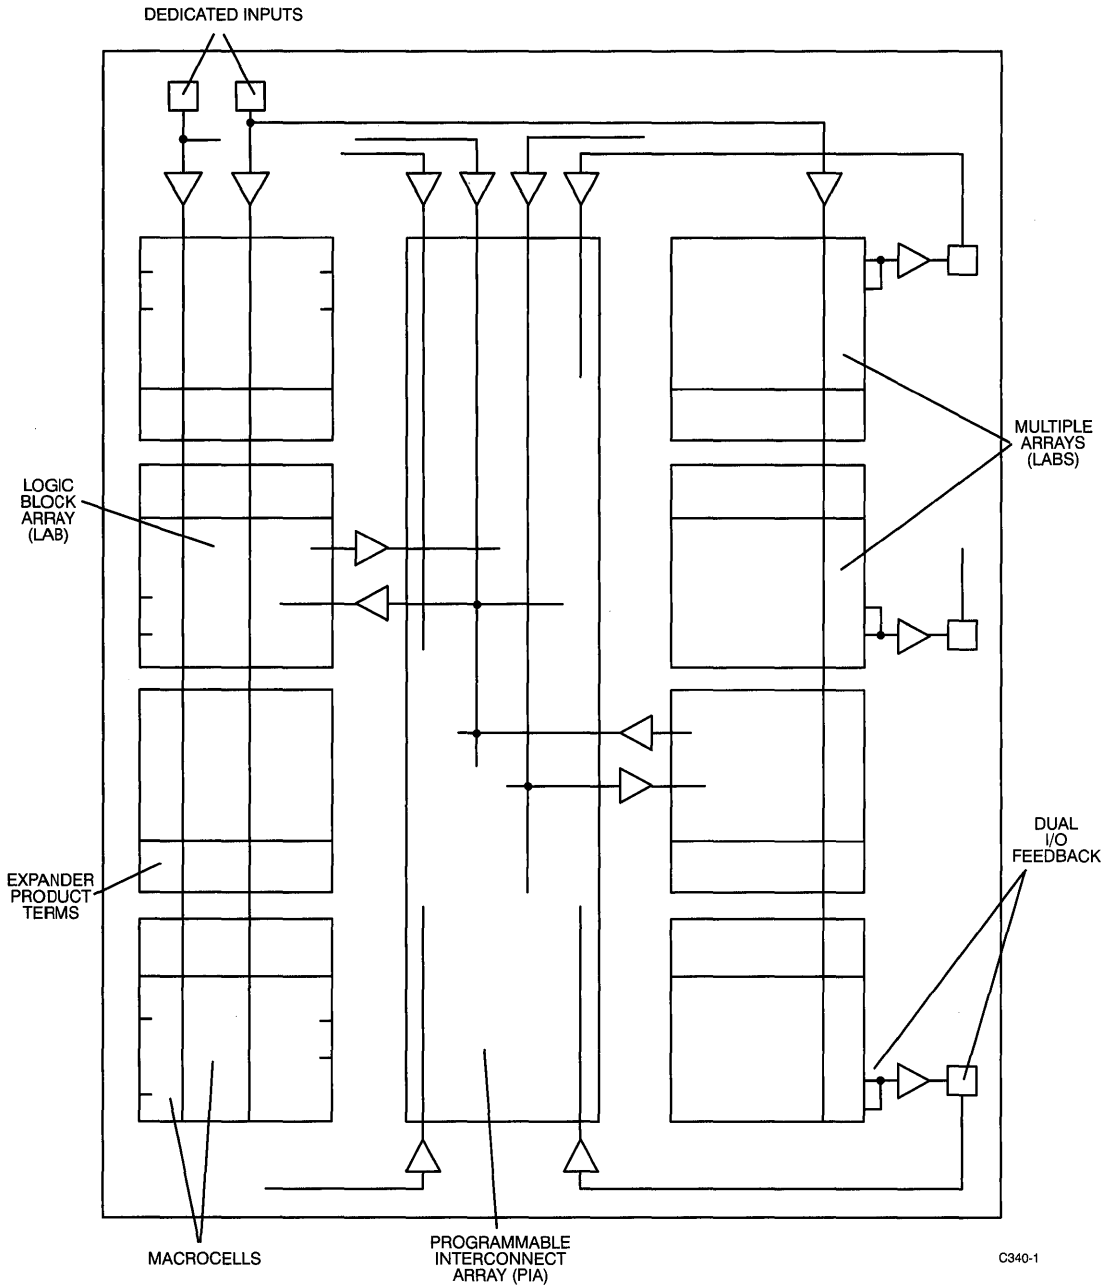 DEDICATED INPUTS
MULTIPLE
ARRAYS
(LABS)
LOGIC
BLOCK
ARRAY
(LAB)
DUAL
I/O
FEEDBACK
EXPANDER
PRODUCT
TERMS
MACROCELLS
PROGRAMMABLE
INTERCONNECT
ARRAY (PIA)
C340-1